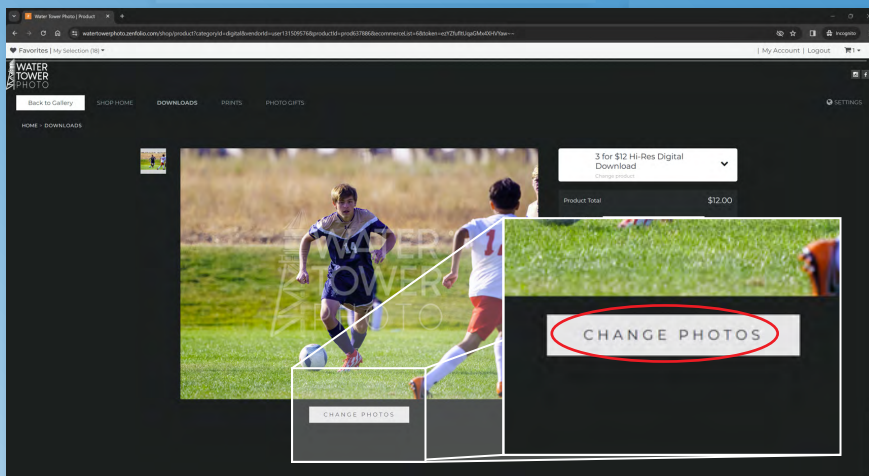 Water Tower Photo | Product
watertowerphoto.zenfolio.com/shop/product?categoryId=digital&vendorId=user131509576&productId=prod637886&ecommerceList=6&token=ezYZfufltUqaGMx4XHVYaw~~
Incognito
Favorites | My Selection (18)
| My Account | Logout 1
WATER
TOWER
PHOTO
Back to Gallery SHOP HOME DOWNLOADS PRINTS PHOTO GIFTS SETTINGS
HOME > DOWNLOADS
3 for $12 Hi-Res Digital
Download
Change product
Product Total $12.00
WATER
TOWER
PHOTO
CHANGE PHOTOS
CHANGE PHOTOS